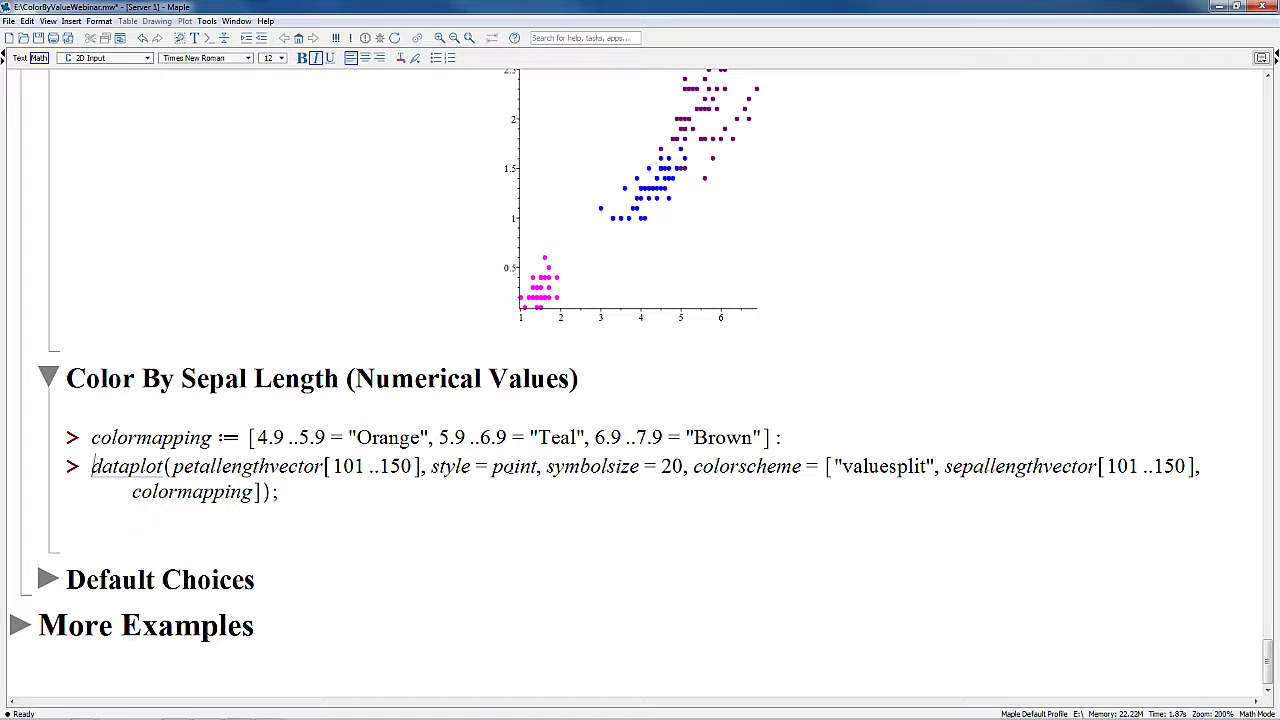 E:\ColorByValueWebinar.mw* - [Server 1] - Maple
File Edit View Insert Format Table Drawing Plot Tools Window Help
Search for help, tasks, apps...
Text Math 2D Input Times New Roman 12 B I U
2.5
2
1.5
1
0.5
1 2 3 4 5 6
Color By Sepal Length (Numerical Values)
> colormapping := [4.9 ..5.9 = "Orange", 5.9 ..6.9 = "Teal", 6.9 ..7.9 = "Brown"] :
> dataplot(petallengthvector[101 ..150], style = point, symbolsize = 20, colorscheme = ["valuesplit", sepallengthvector[101 ..150],
colormapping]);
Default Choices
More Examples
Ready
Maple Default Profile E:\ Memory: 22.22M Time: 1.87s Zoom: 200% Math Mode